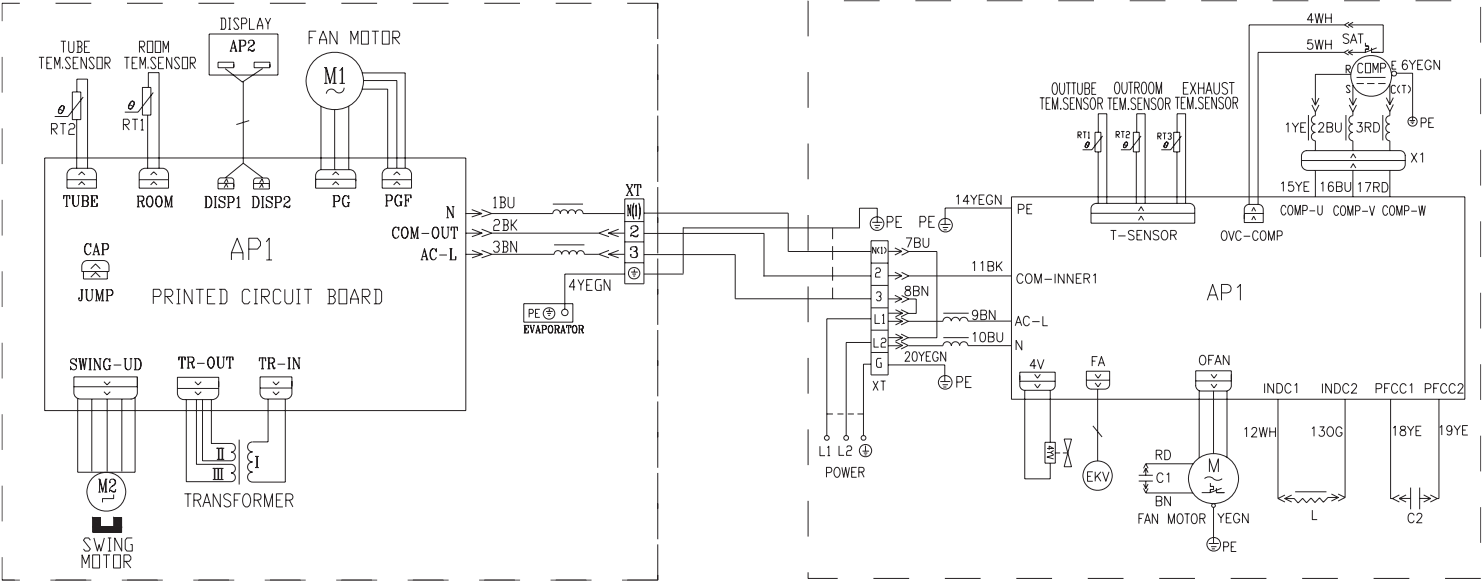 DISPLAY
AP2
FAN MOTOR
M1
TUBE
TEM.SENSOR
ROOM
TEM.SENSOR
θ
RT2
θ
RT1
TUBE
ROOM
DISP1
DISP2
PG
PGF
N
COM-OUT
AC-L
AP1
CAP
JUMP
PRINTED CIRCUIT BOARD
SWING-UD
TR-OUT
TR-IN
II
III
I
TRANSFORMER
M2
SWING
MOTOR
1BU
2BK
3BN
4YEGN
PE
EVAPORATOR
XT
N(1)
2
3
PE
PE
14YEGN
N(1)
2
3
L1
L2
G
XT
7BU
11BK
8BN
9BN
10BU
20YEGN
PE
L1 L2
POWER
OUTTUBE
TEM.SENSOR
OUTROOM
TEM.SENSOR
EXHAUST
TEM.SENSOR
RT1
θ
RT2
θ
RT3
θ
4WH
5WH
SAT
COMP
R
S
E
C(T)
6YEGN
PE
1YE
2BU
3RD
X1
15YE
16BU
17RD
PE
T-SENSOR
OVC-COMP
COMP-U
COMP-V
COMP-W
COM-INNER1
AP1
AC-L
N
4V
FA
OFAN
INDC1
INDC2
PFCC1
PFCC2
4YV
EKV
RD
C1
BN
M
FAN MOTOR
YEGN
PE
12WH
13OG
L
18YE
19YE
C2